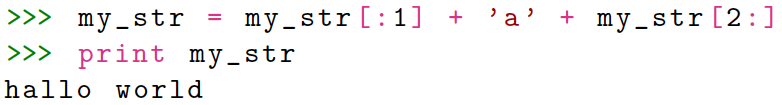 >>> my_str = my_str[:1] + ’a’ + my_str[2:]
>>> print my_str
hallo world